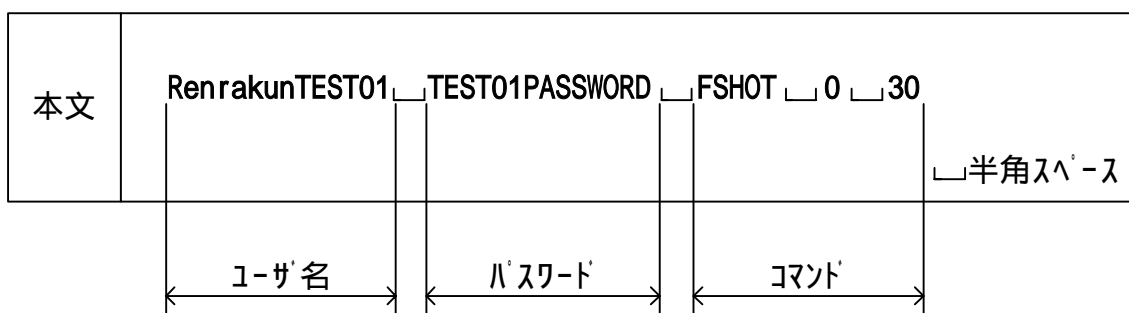 本文
RenrakunTEST01␣TEST01PASSWORD␣FSHOT␣0␣30
␣半角ｽﾍﾟｰｽ
ﾕｰｻﾞ名 ﾊﾟｽﾜｰﾄﾞ ｺﾏﾝﾄﾞ